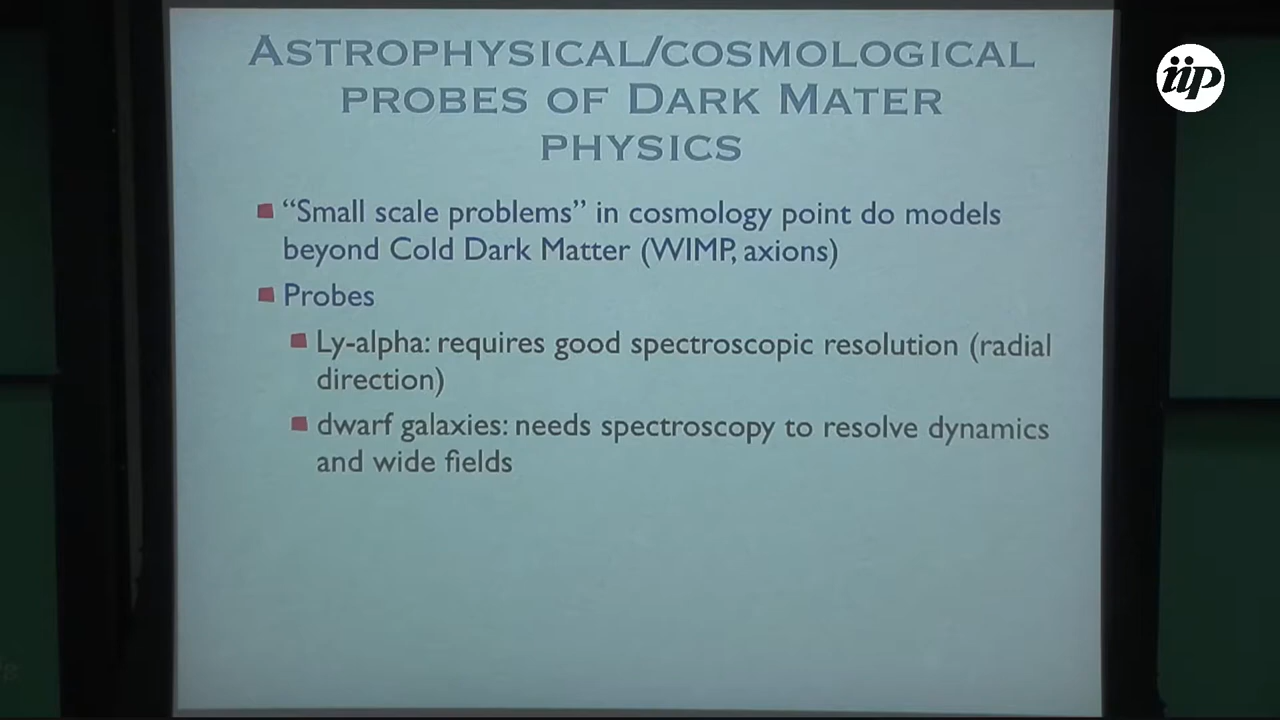 ASTROPHYSICAL/COSMOLOGICAL
PROBES OF DARK MATER
PHYSICS
“Small scale problems” in cosmology point do models
beyond Cold Dark Matter (WIMP, axions)
Probes
Ly-alpha: requires good spectroscopic resolution (radial
direction)
dwarf galaxies: needs spectroscopy to resolve dynamics
and wide fields
iip